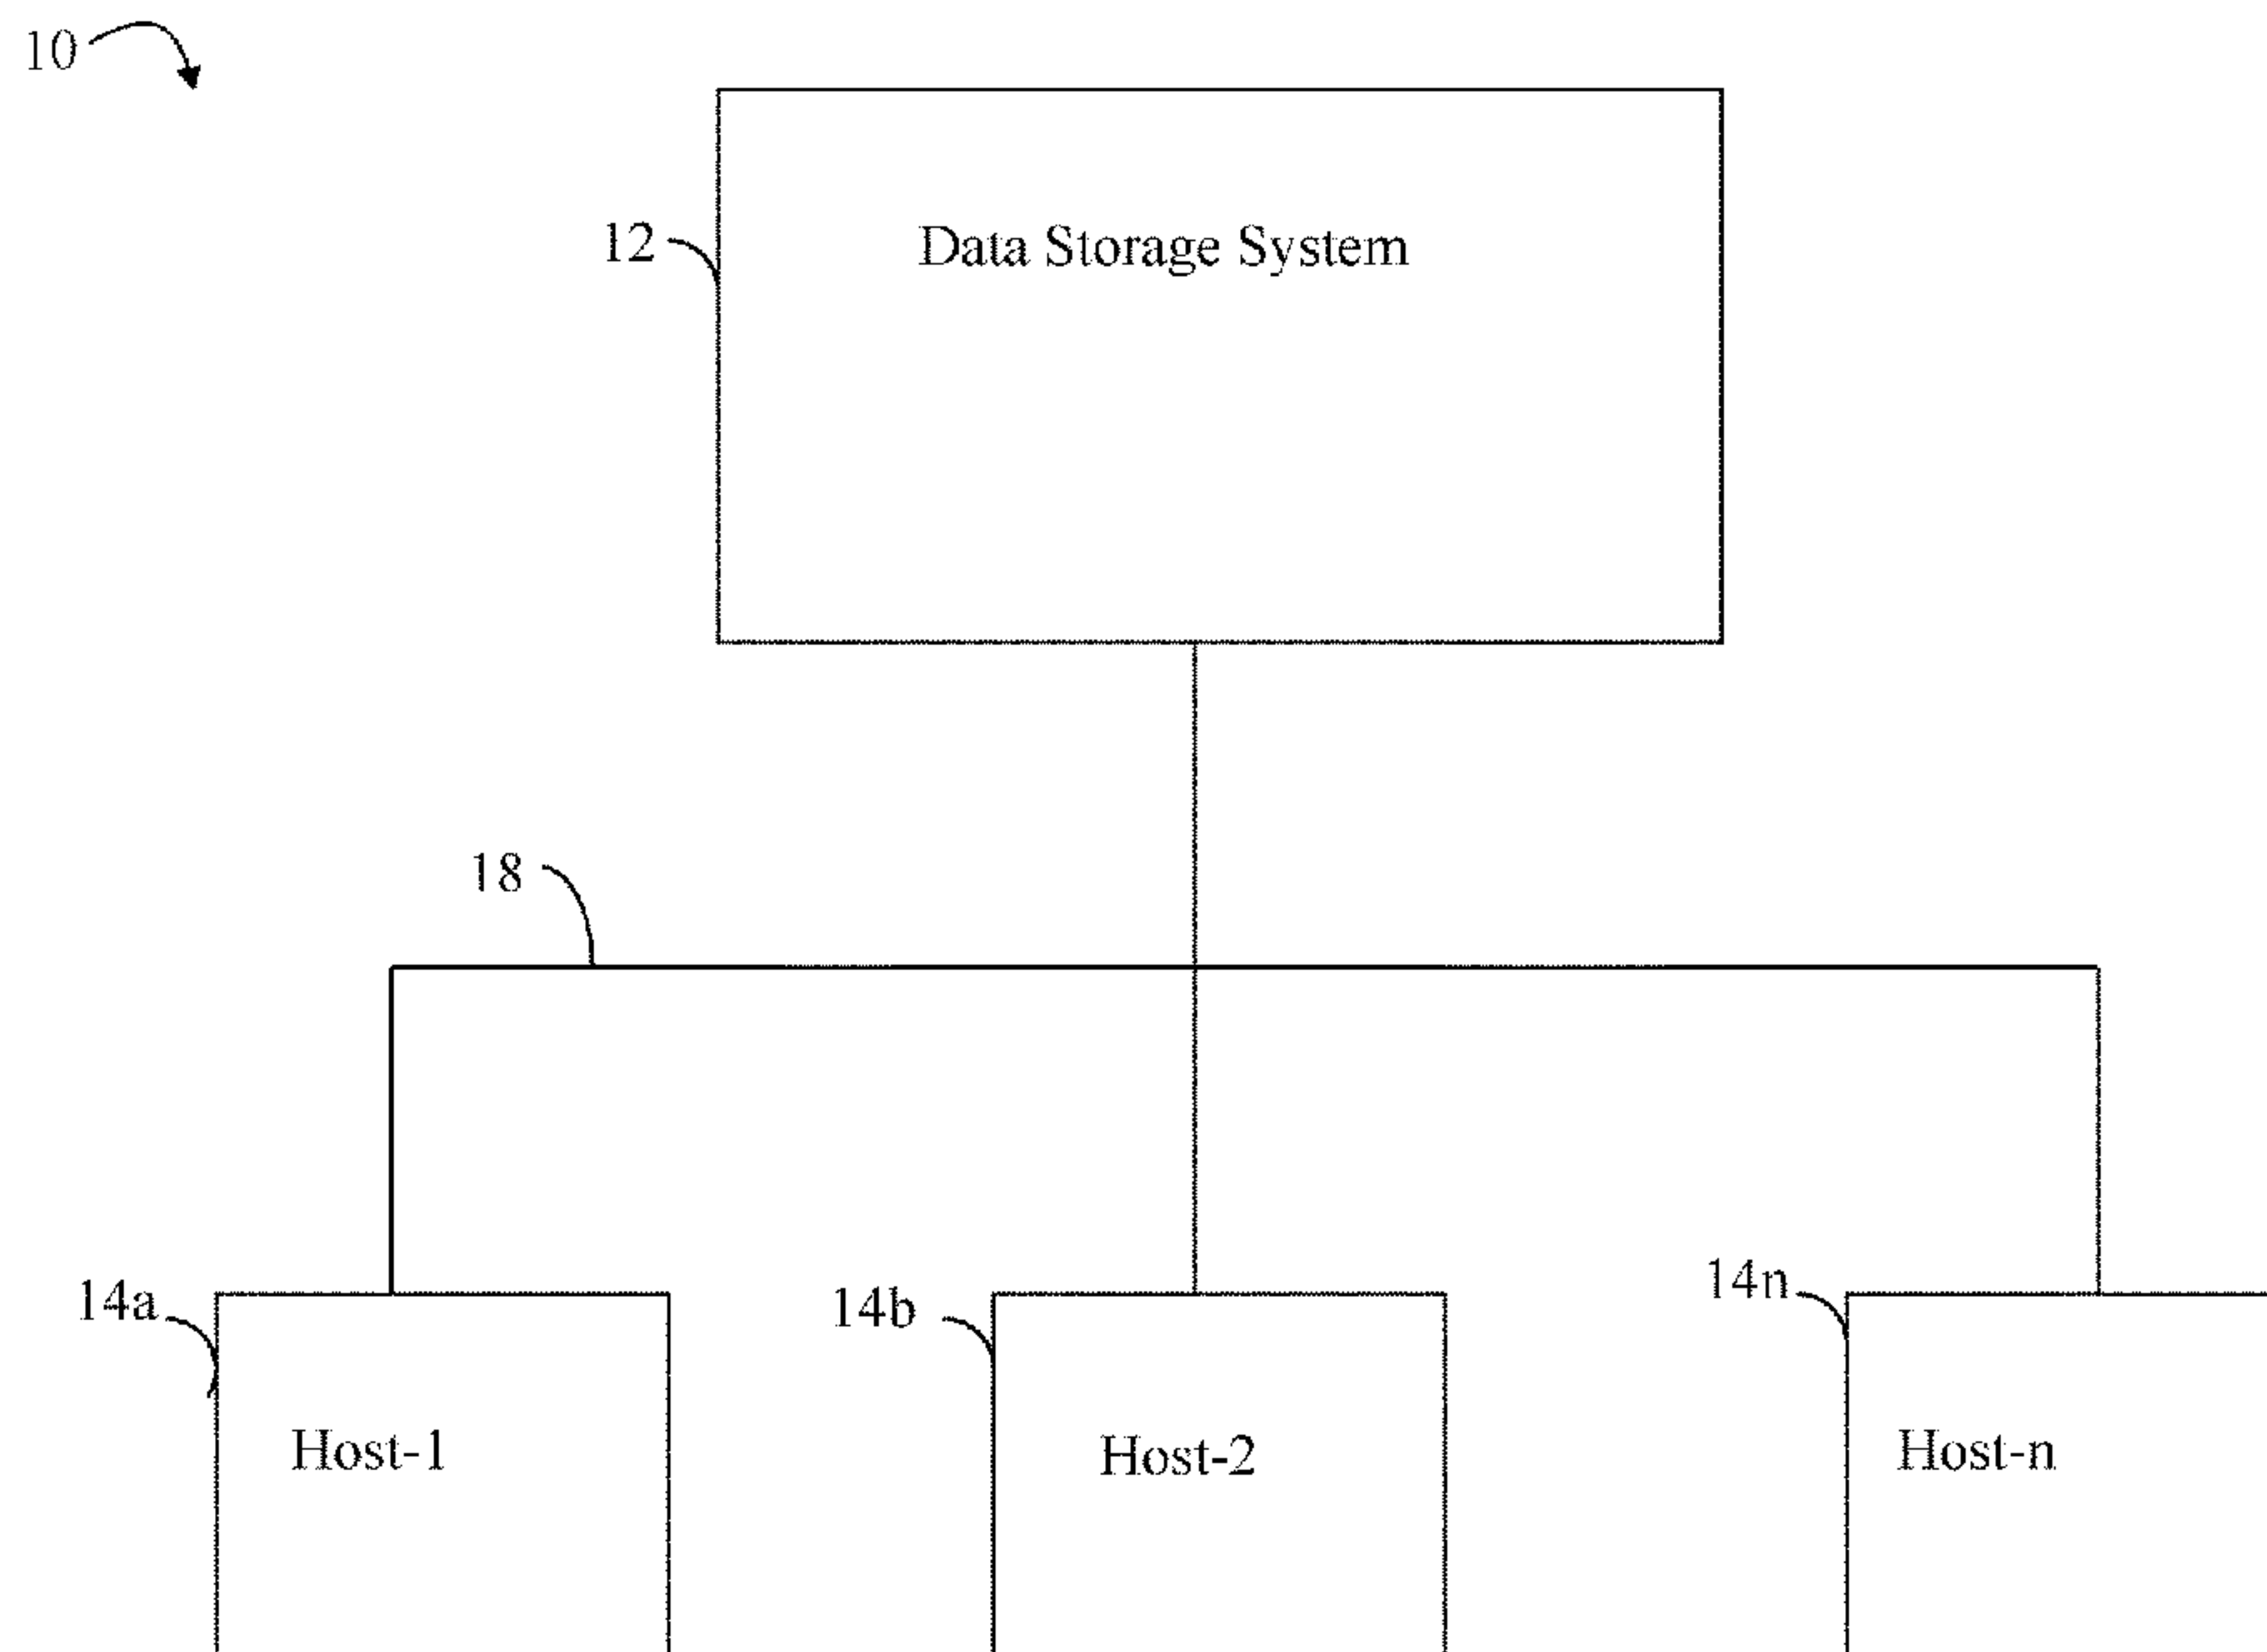 10
12
Data Storage System
18
14a
14b
14n
Host-1
Host-2
Host-n